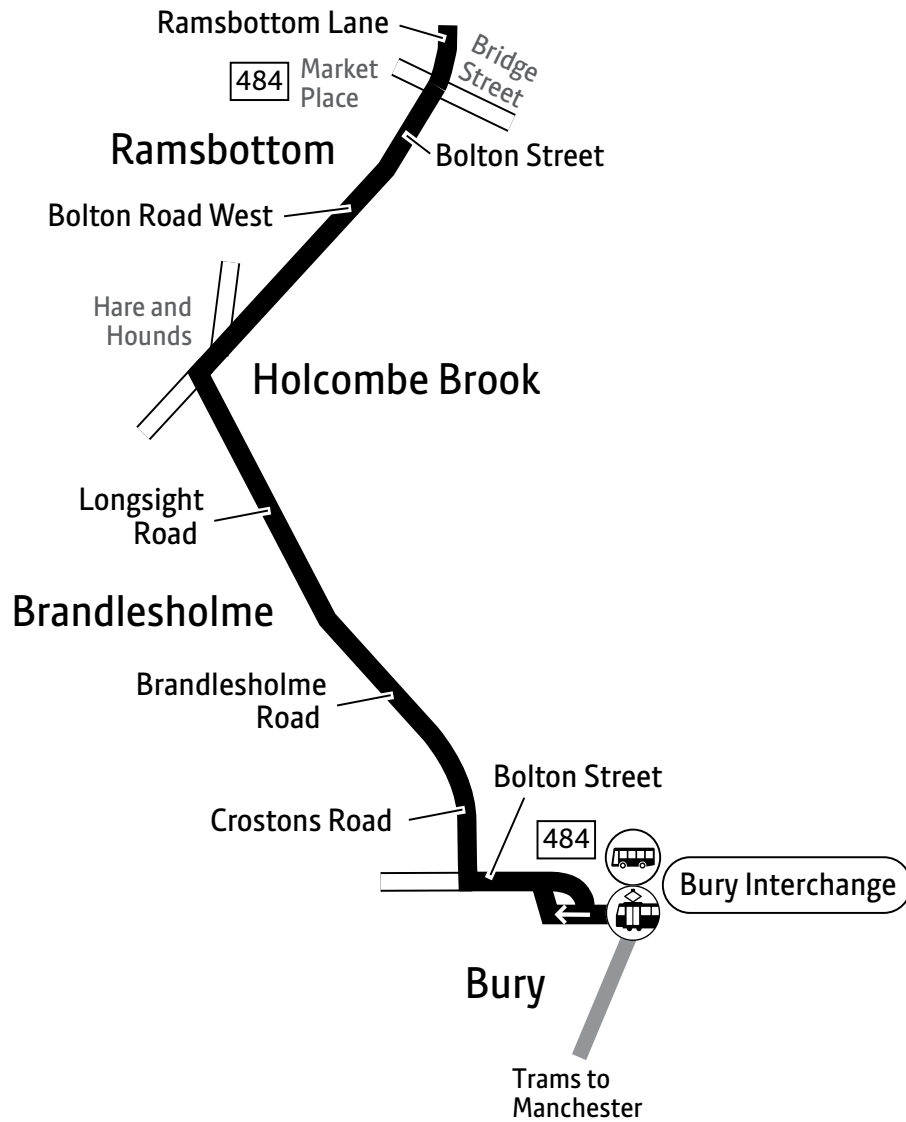 Ramsbottom Lane
484
Market
Place
Bridge
Street
Ramsbottom
Bolton Street
Bolton Road West
Hare and
Hounds
Holcombe Brook
Longsight
Road
Brandlesholme
Brandlesholme
Road
Bolton Street
Crostons Road
484
Bury Interchange
Bury
Trams to
Manchester